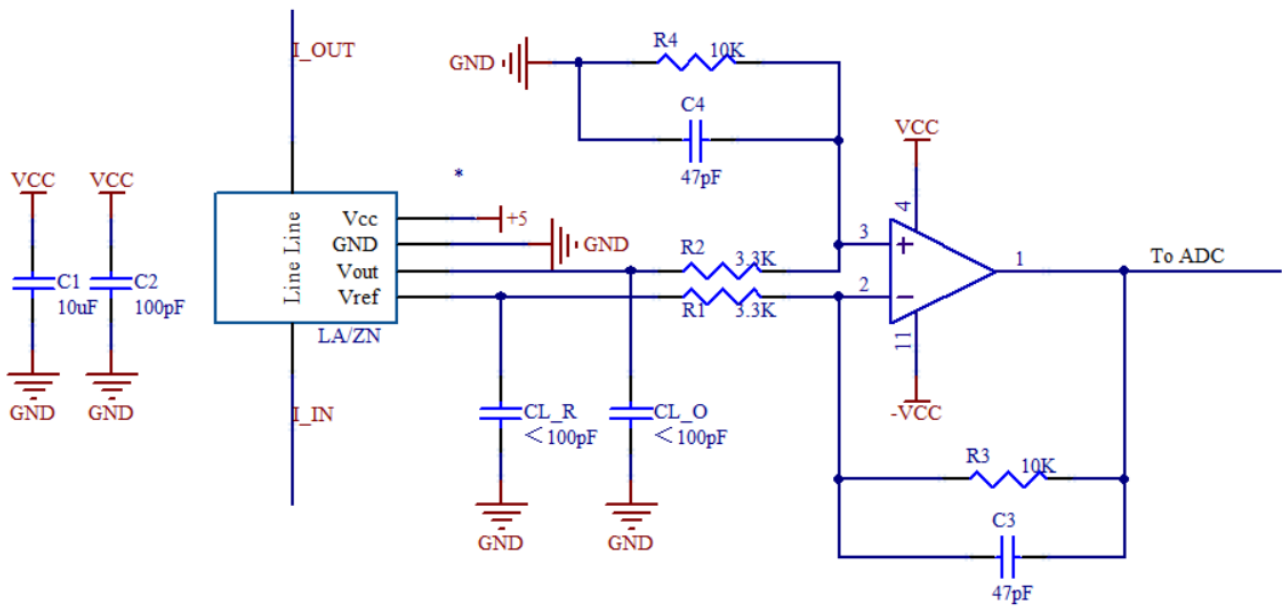 I_OUT
GND
R4
10K
C4
47pF
VCC
VCC
C1
10uF
GND
C2
100pF
GND
*
Line Line
Vcc
GND
Vout
Vref
LA/ZN
+5
GND
I_IN
R2
3.3K
R1
3.3K
CL_R
＜100pF
GND
CL_O
＜100pF
GND
VCC
4
3
+
2
−
1
11
-VCC
To ADC
R3
10K
C3
47pF